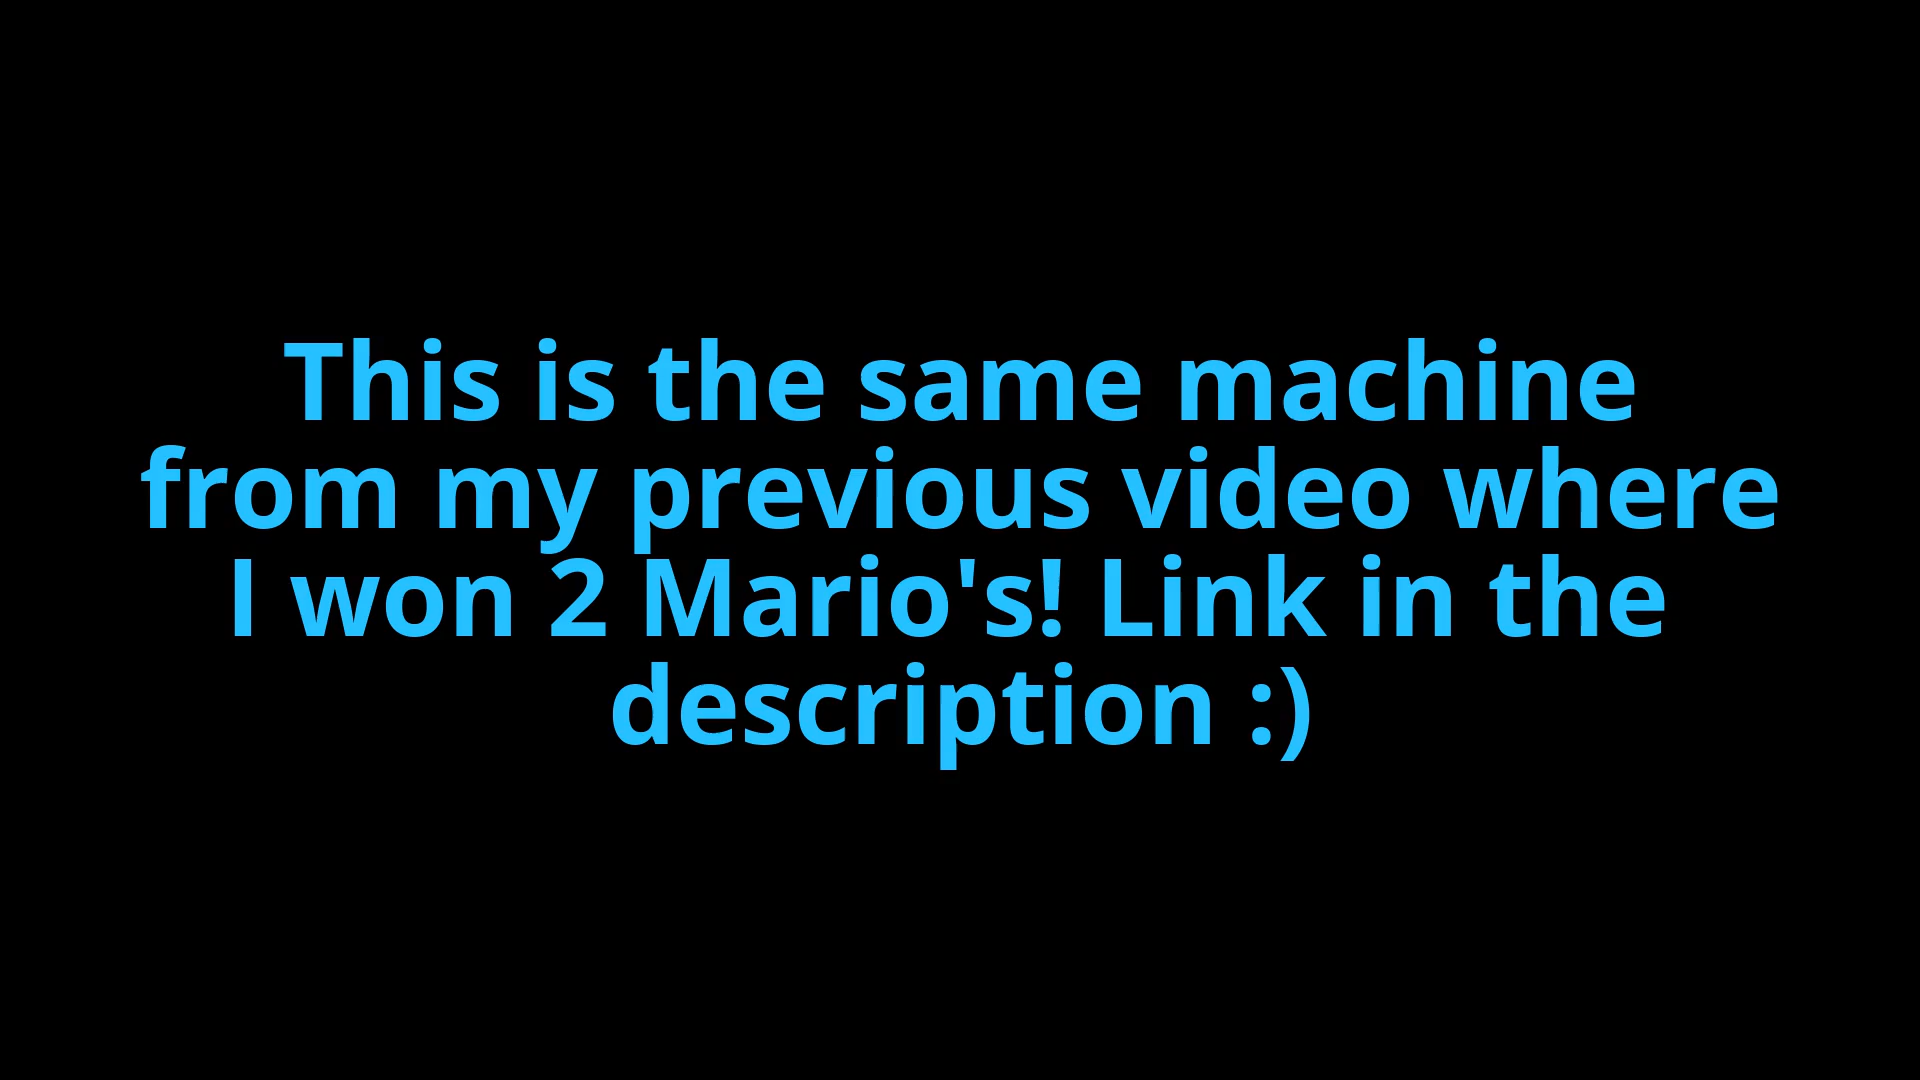 This is the same machine
from my previous video where
I won 2 Mario's! Link in the
description :)